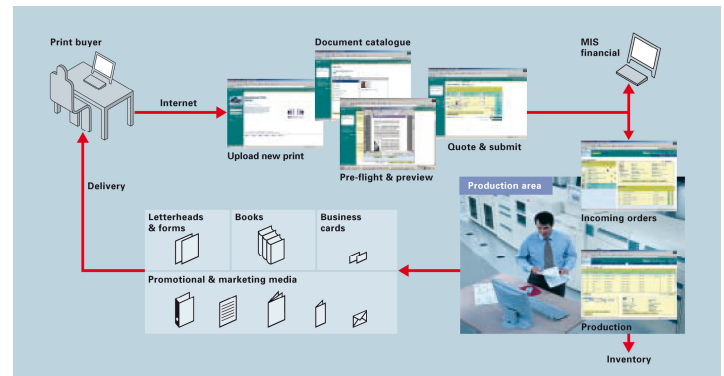 Print buyer
Document catalogue
MIS
financial
Internet
Upload new print
Pre-flight & preview
Quote & submit
Delivery
Production area
Incoming orders
Letterheads
& forms
Books
Business
cards
Promotional & marketing media
Production
Inventory